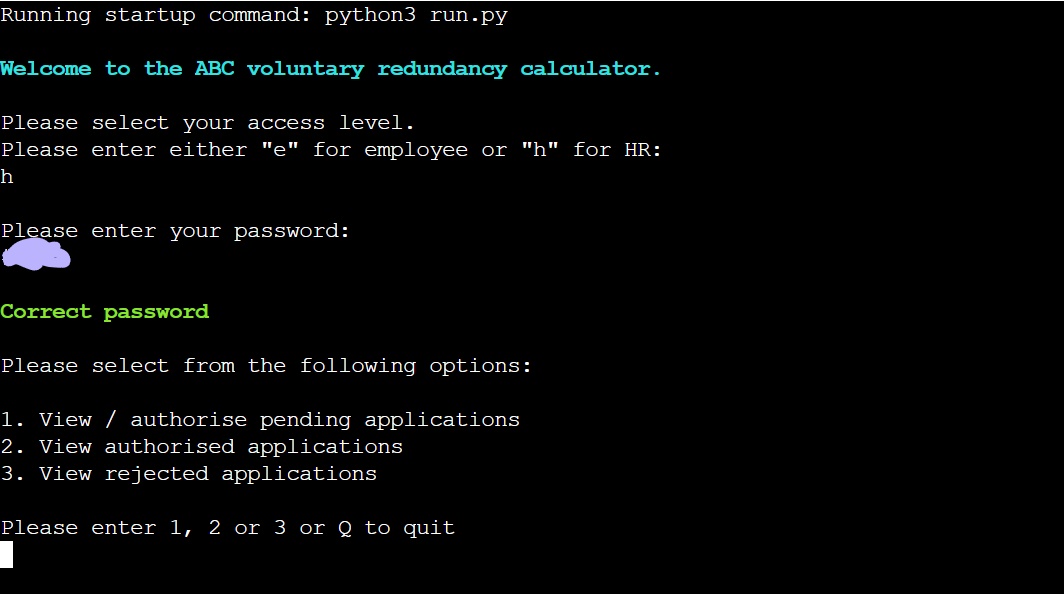 Running startup command: python3 run.py
Welcome to the ABC voluntary redundancy calculator.
Please select your access level.
Please enter either "e" for employee or "h" for HR:
h
Please enter your password:
Correct password
Please select from the following options:
1. View / authorise pending applications
2. View authorised applications
3. View rejected applications
Please enter 1, 2 or 3 or Q to quit